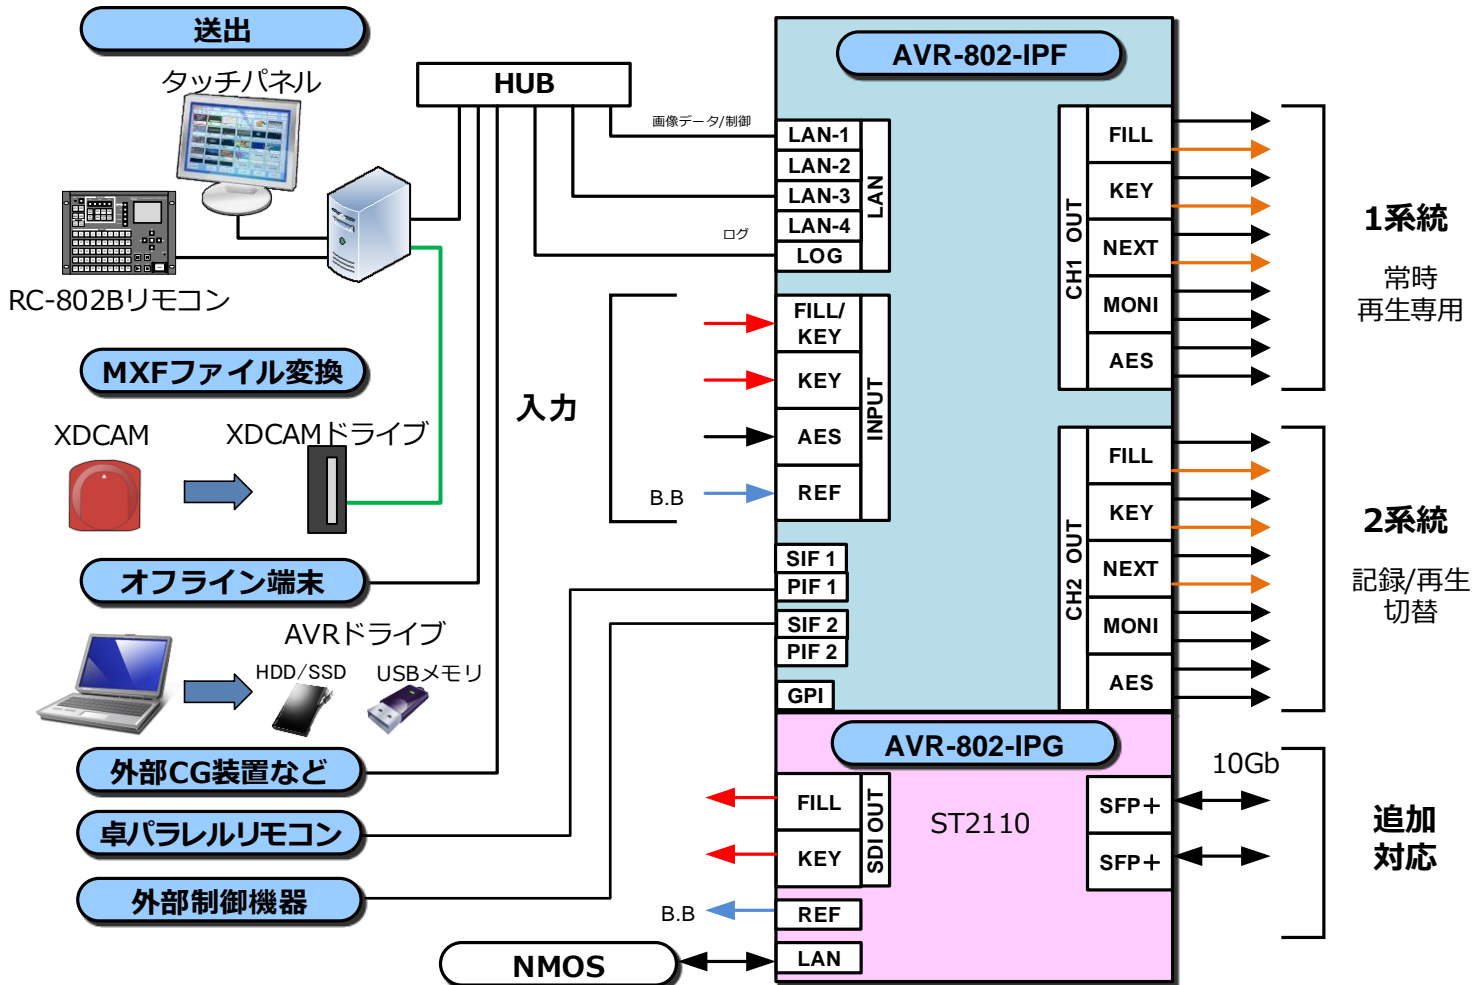 送出
タッチパネル
RC-802Bリモコン
HUB
画像データ/制御
ログ
MXFファイル変換
XDCAM
XDCAMドライブ
オフライン端末
AVRドライブ
HDD/SSD
USBメモリ
外部CG装置など
卓パラレルリモコン
外部制御機器
入力
B.B
AVR-802-IPF
LAN-1
LAN-2
LAN-3
LAN-4
LOG
LAN
FILL/
KEY
KEY
AES
REF
INPUT
SIF 1
PIF 1
SIF 2
PIF 2
GPI
CH1 OUT
FILL
KEY
NEXT
MONI
AES
1系統
常時
再生専用
CH2 OUT
FILL
KEY
NEXT
MONI
AES
2系統
記録/再生
切替
AVR-802-IPG
FILL
KEY
SDI OUT
ST2110
SFP+
SFP+
10Gb
追加
対応
B.B
REF
LAN
NMOS